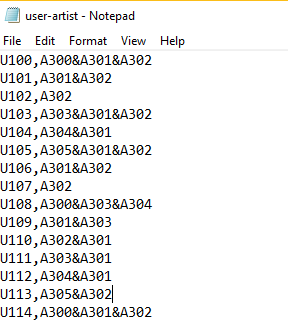 user-artist - Notepad
File Edit Format View Help
U100,A300&A301&A302
U101,A301&A302
U102,A302
U103,A303&A301&A302
U104,A304&A301
U105,A305&A301&A302
U106,A301&A302
U107,A302
U108,A300&A303&A304
U109,A301&A303
U110,A302&A301
U111,A303&A301
U112,A304&A301
U113,A305&A302
U114,A300&A301&A302